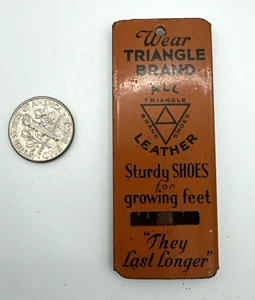 Wear
TRIANGLE
BRAND
ALL
TRIANGLE
BRAND SHOES
LEATHER
Sturdy SHOES
for
growing feet
"They
Last Longer"